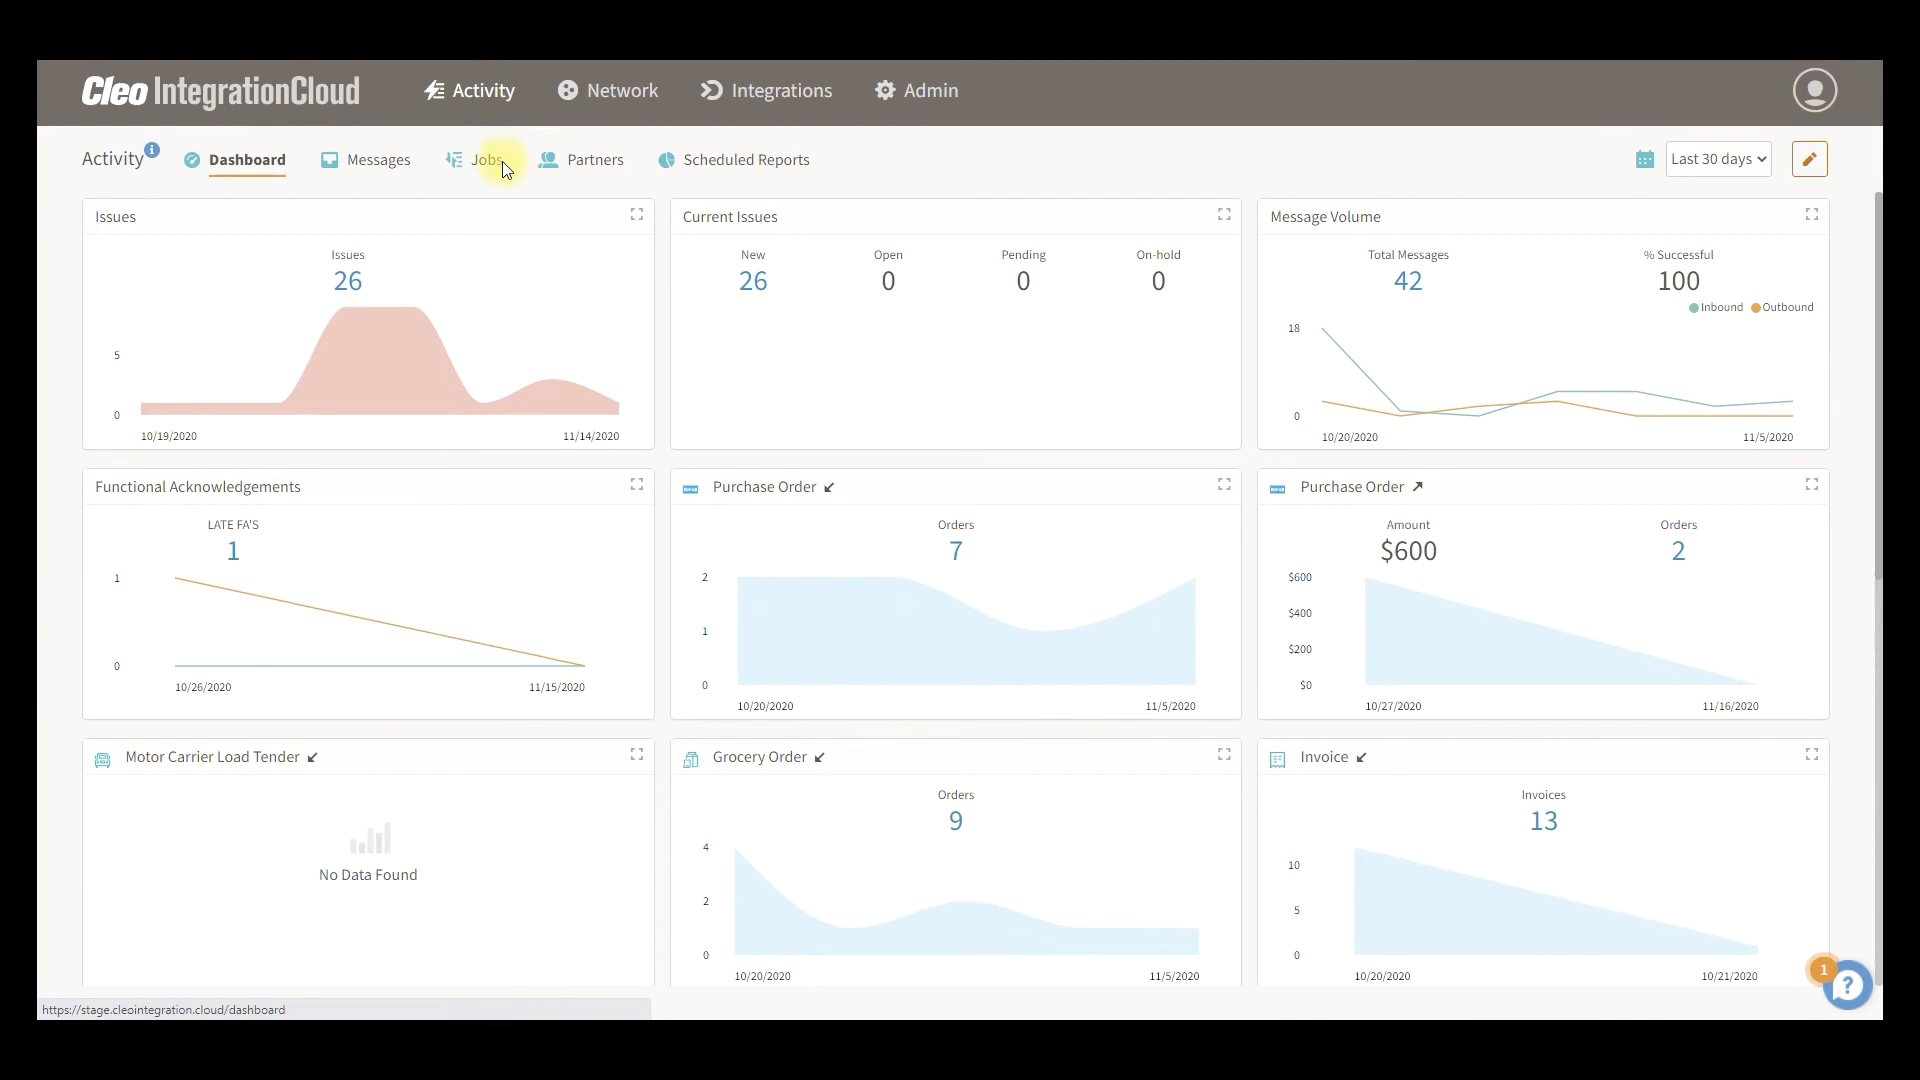 Cleo IntegrationCloud Activity Network Integrations Admin
Activity i Dashboard Messages Jobs Partners Scheduled Reports Last 30 days
Issues
Issues
26
5
0
10/19/2020 11/14/2020
Current Issues
New Open Pending On-hold
26 0 0 0
Message Volume
Total Messages % Successful
42 100
Inbound Outbound
18
0
10/20/2020 11/5/2020
Functional Acknowledgements
LATE FA'S
1
1
0
10/26/2020 11/15/2020
Purchase Order
Orders
7
2
1
0
10/20/2020 11/5/2020
Purchase Order
Amount Orders
$600 2
$600
$400
$200
$0
10/27/2020 11/16/2020
Motor Carrier Load Tender
No Data Found
Grocery Order
Orders
9
4
2
0
10/20/2020 11/5/2020
Invoice
Invoices
13
10
5
0
10/20/2020 10/21/2020
1
?
https://stage.cleointegration.cloud/dashboard